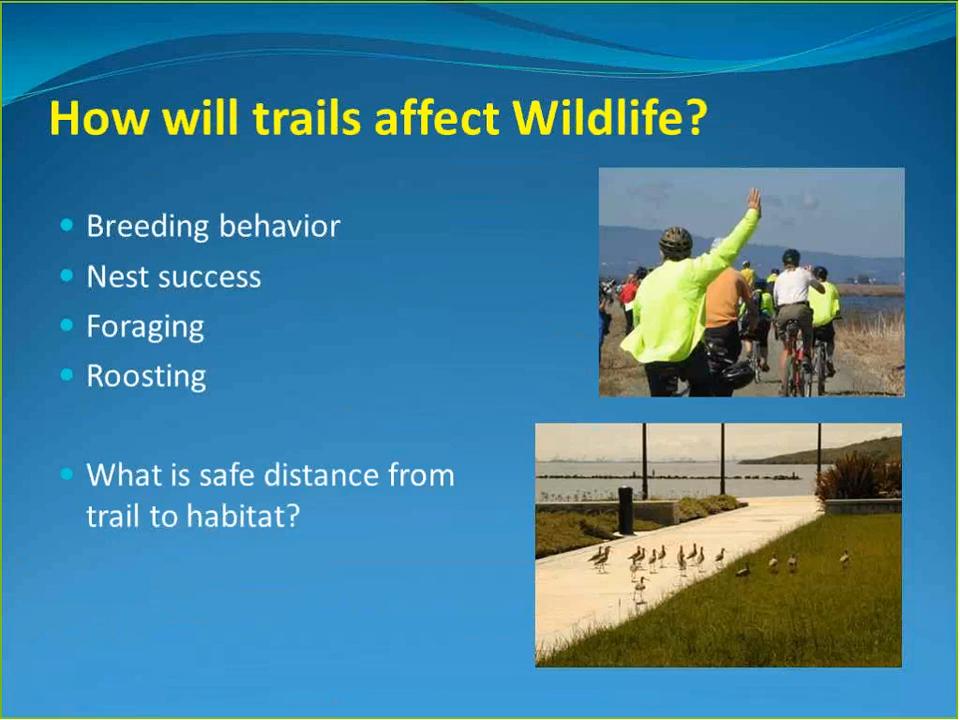 How will trails affect Wildlife?
Breeding behavior
Nest success
Foraging
Roosting
What is safe distance from
trail to habitat?